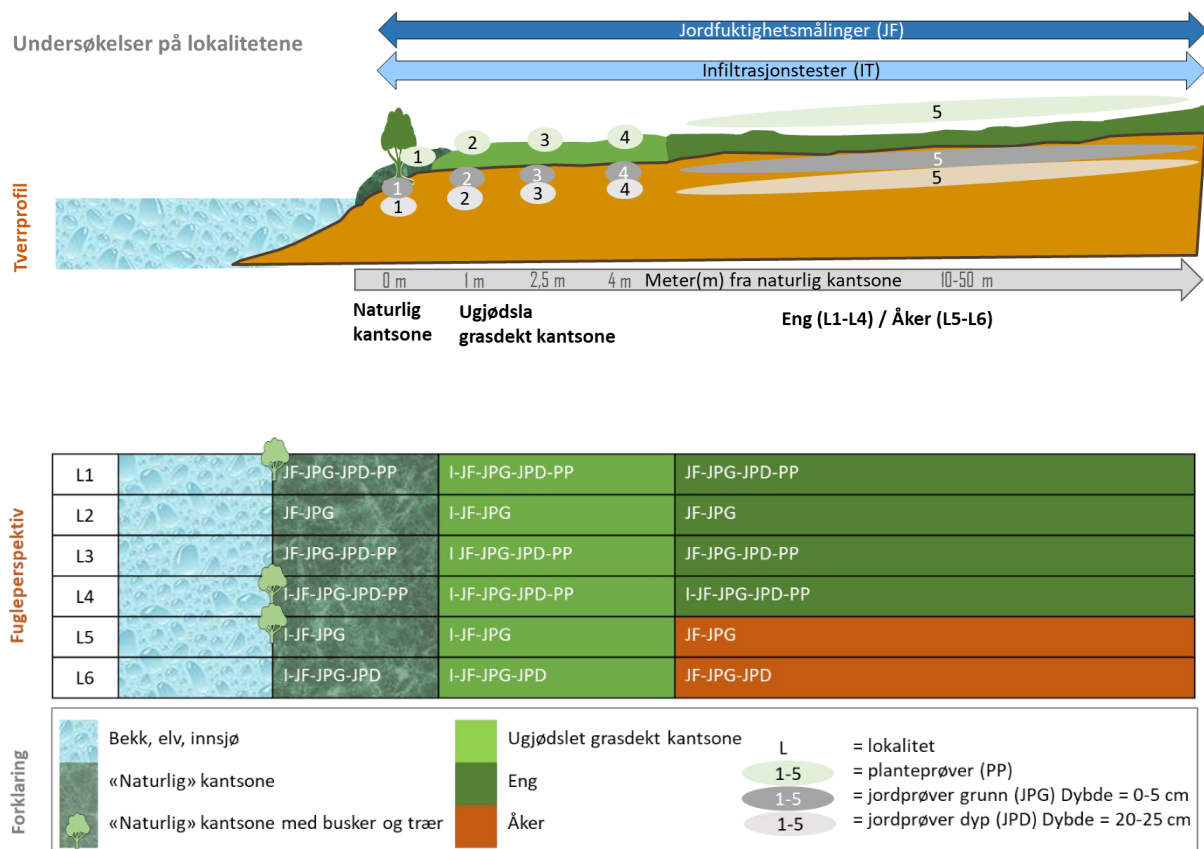 Undersøkelser på lokalitetene
Jordfuktighetsmålinger (JF)
Infiltrasjonstester (IT)
Tverrprofil
1 2 3 4 5
1 2 3 4 5
1 2 3 4 5
0 m 1 m 2,5 m 4 m Meter(m) fra naturlig kantsone 10-50 m
Naturlig
kantsone
Ugjødsla
grasdekt kantsone
Eng (L1-L4) / Åker (L5-L6)
Fugleperspektiv
L1 JF-JPG-JPD-PP I-JF-JPG-JPD-PP JF-JPG-JPD-PP
L2 JF-JPG I-JF-JPG JF-JPG
L3 JF-JPG-JPD-PP I JF-JPG-JPD-PP JF-JPG-JPD-PP
L4 I-JF-JPG-JPD-PP I-JF-JPG-JPD-PP I-JF-JPG-JPD-PP
L5 I-JF-JPG I-JF-JPG JF-JPG
L6 I-JF-JPG-JPD I-JF-JPG-JPD JF-JPG-JPD
Forklaring
Bekk, elv, innsjø
«Naturlig» kantsone
«Naturlig» kantsone med busker og trær
Ugjødslet grasdekt kantsone
Eng
Åker
L = lokalitet
1-5 = planteprøver (PP)
1-5 = jordprøver grunn (JPG) Dybde = 0-5 cm
1-5 = jordprøver dyp (JPD) Dybde = 20-25 cm